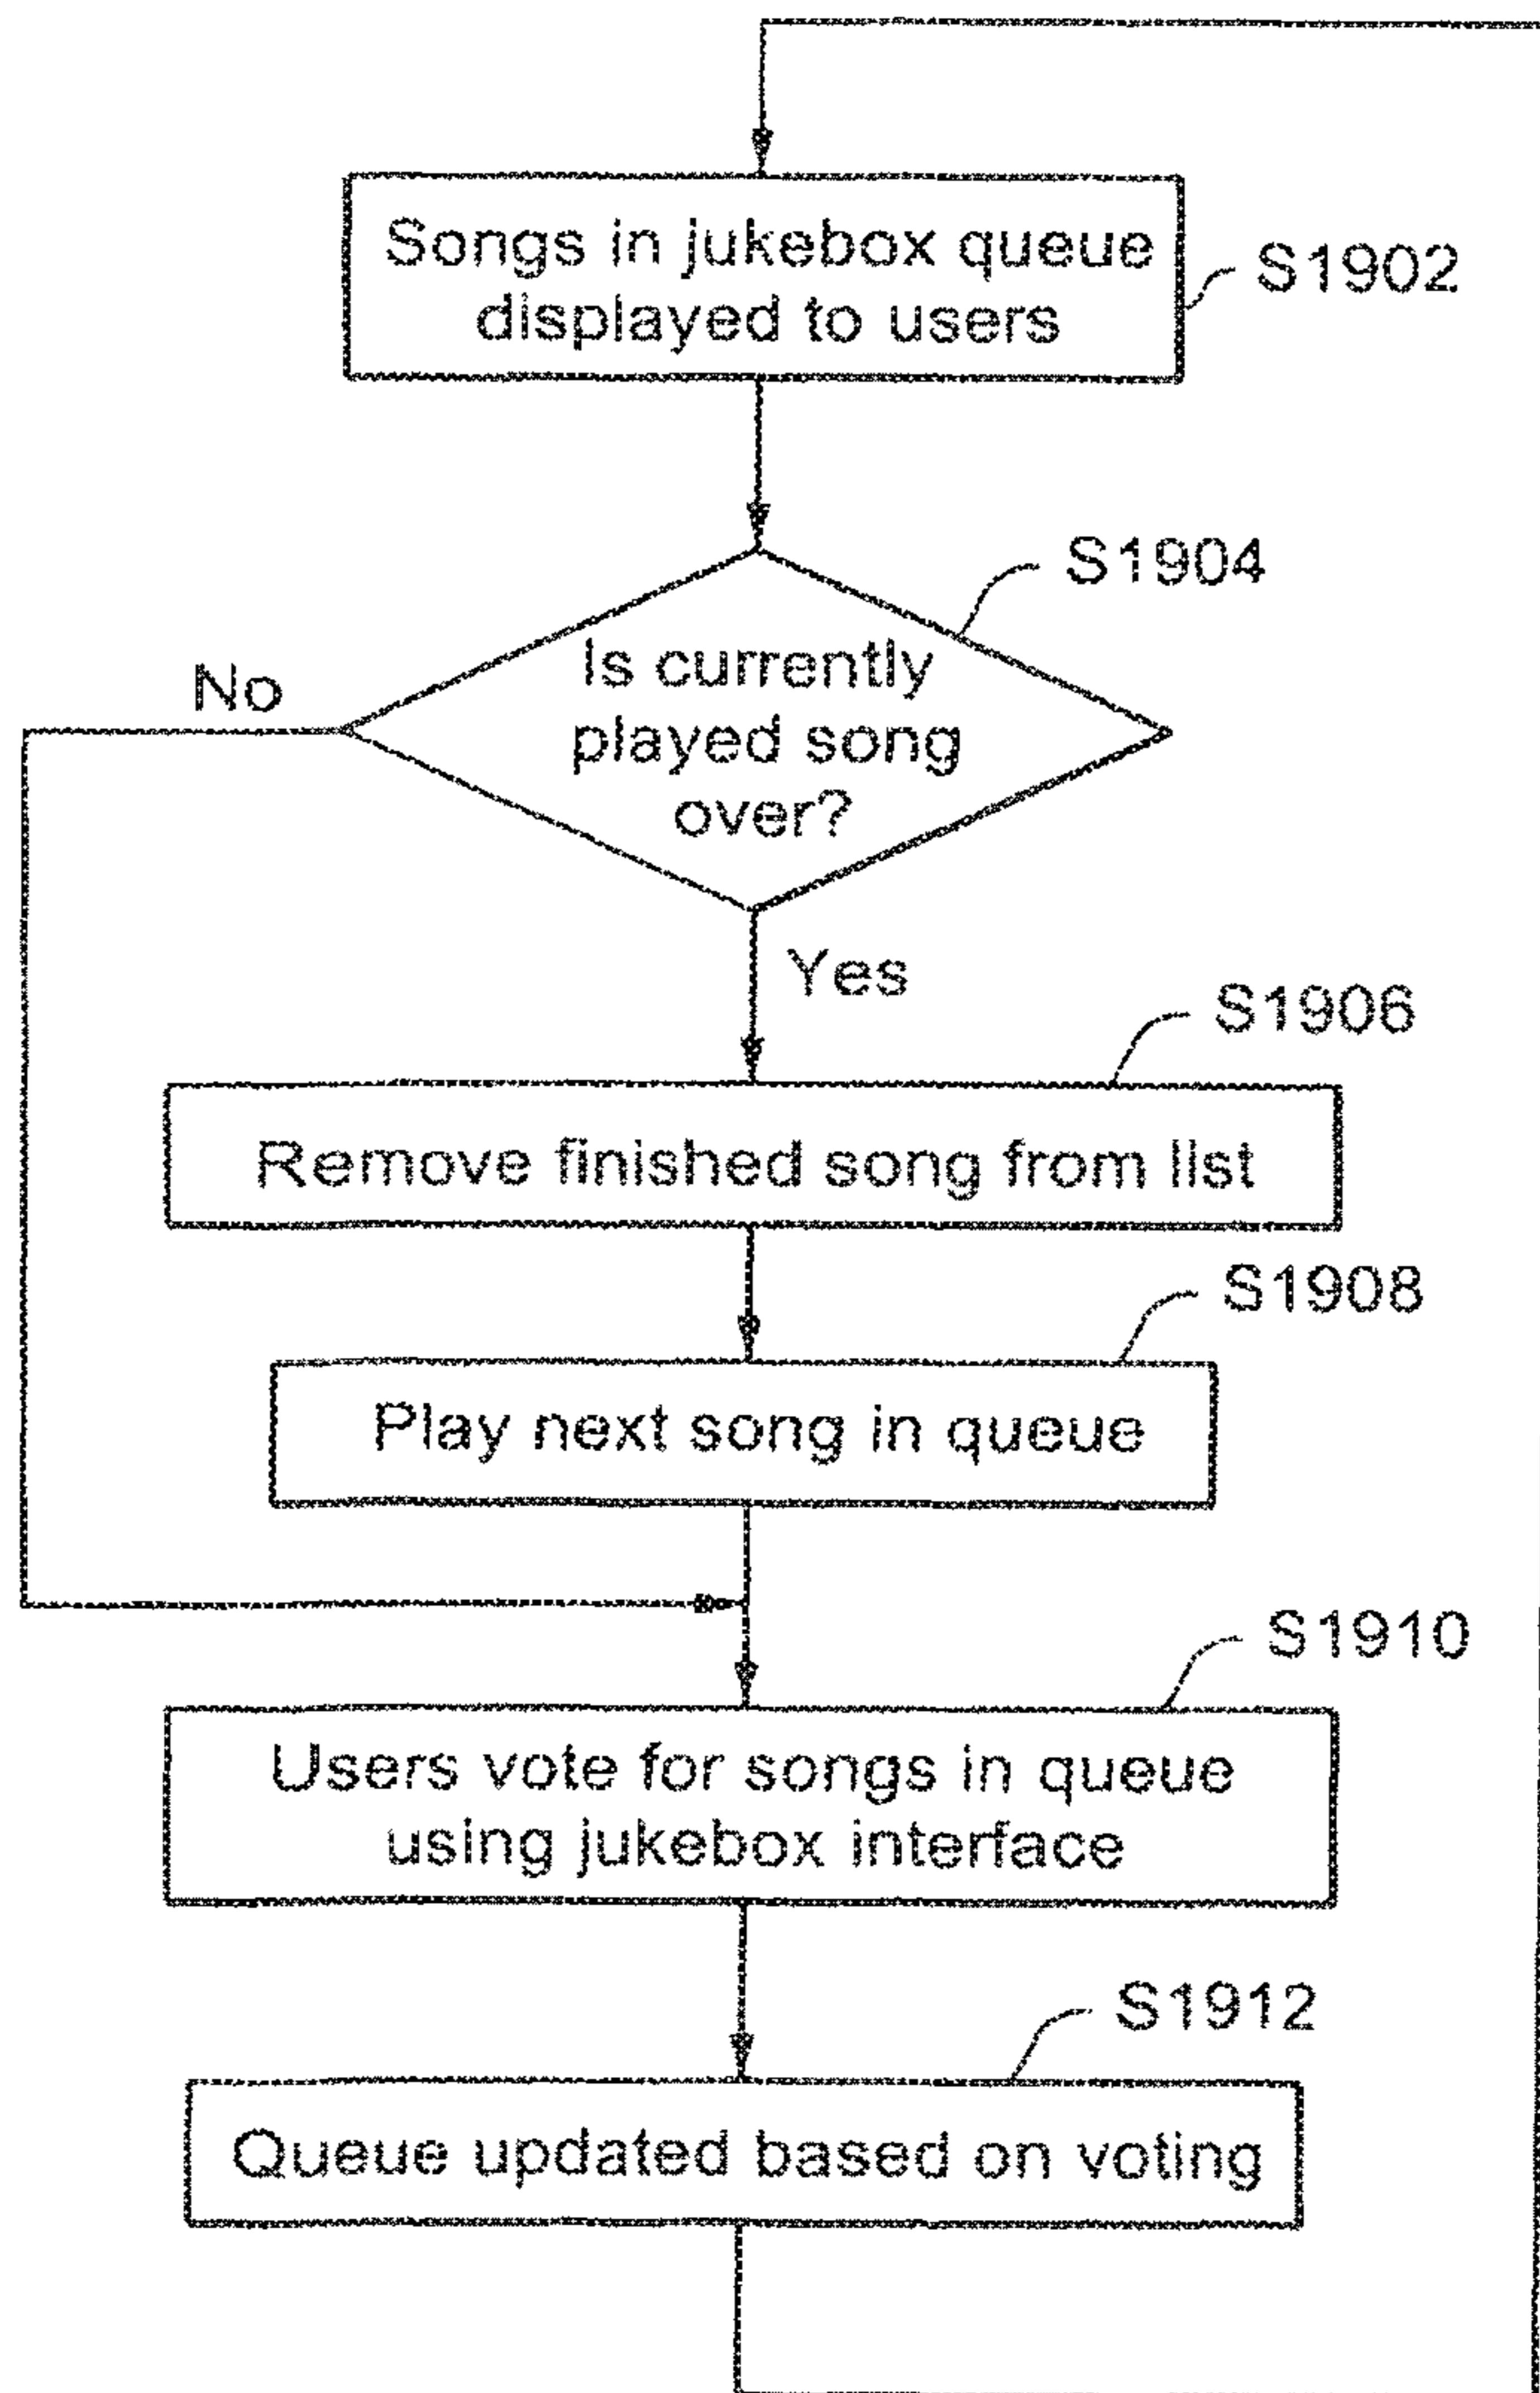 Songs in jukebox queue
displayed to users
S1902
S1904
Is currently
played song
over?
No
Yes
S1906
Remove finished song from list
S1908
Play next song in queue
S1910
Users vote for songs in queue
using jukebox interface
S1912
Queue updated based on voting